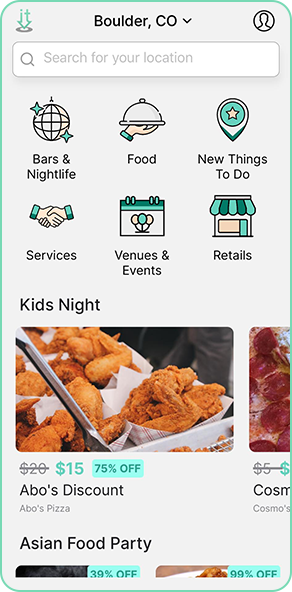 it
Boulder, CO
Search for your location
Bars &
Nightlife
Food
New Things
To Do
Services
Venues &
Events
Retails
Kids Night
$20 $15 75% OFF
$5
Abo's Discount
Abo's Pizza
Cosmo's
Asian Food Party
39% OFF
99% OFF